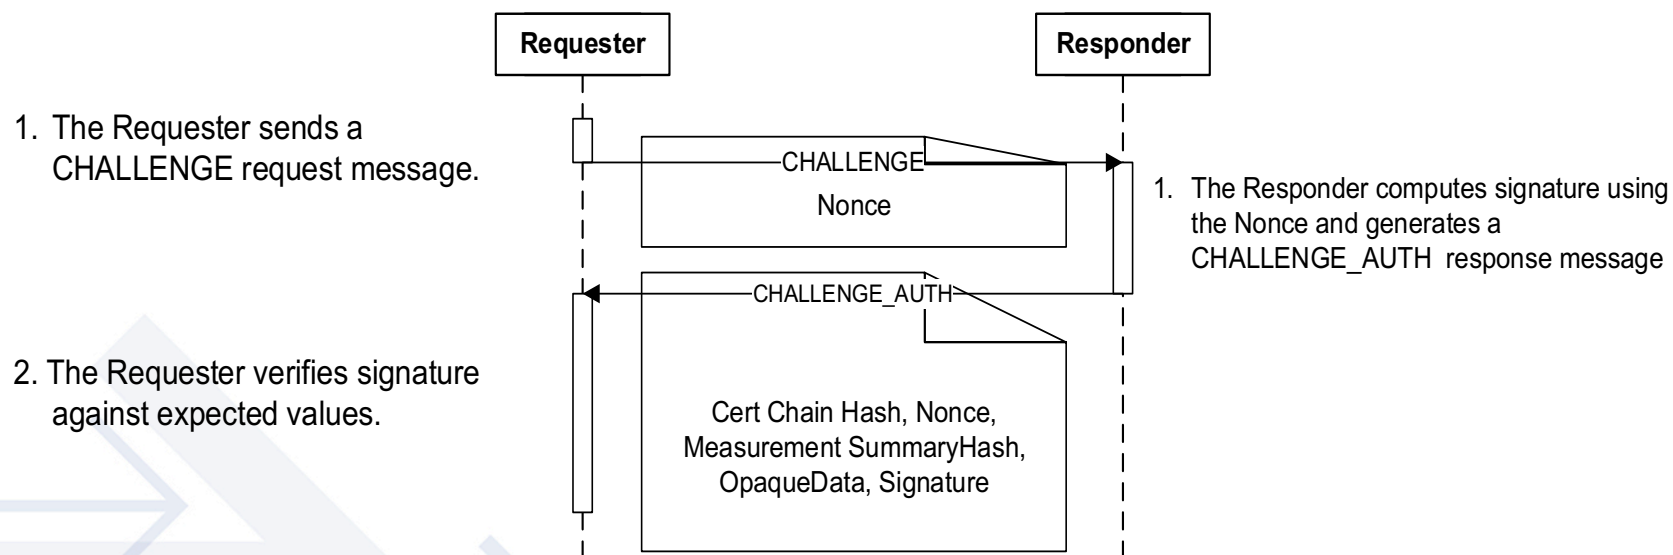 Requester
Responder
1. The Requester sends a
CHALLENGE request message.
CHALLENGE
Nonce
1. The Responder computes signature using
the Nonce and generates a
CHALLENGE_AUTH response message
CHALLENGE_AUTH
2. The Requester verifies signature
against expected values.
Cert Chain Hash, Nonce,
Measurement SummaryHash,
OpaqueData, Signature